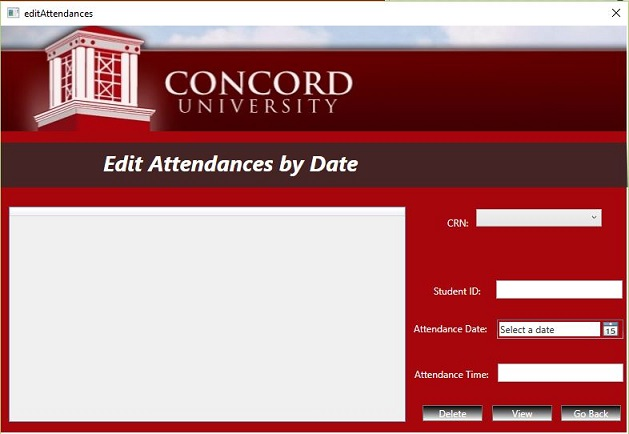 editAttendances
CONCORD
UNIVERSITY
Edit Attendances by Date
CRN:
Student ID:
Attendance Date: Select a date 15
Attendance Time:
Delete View Go Back